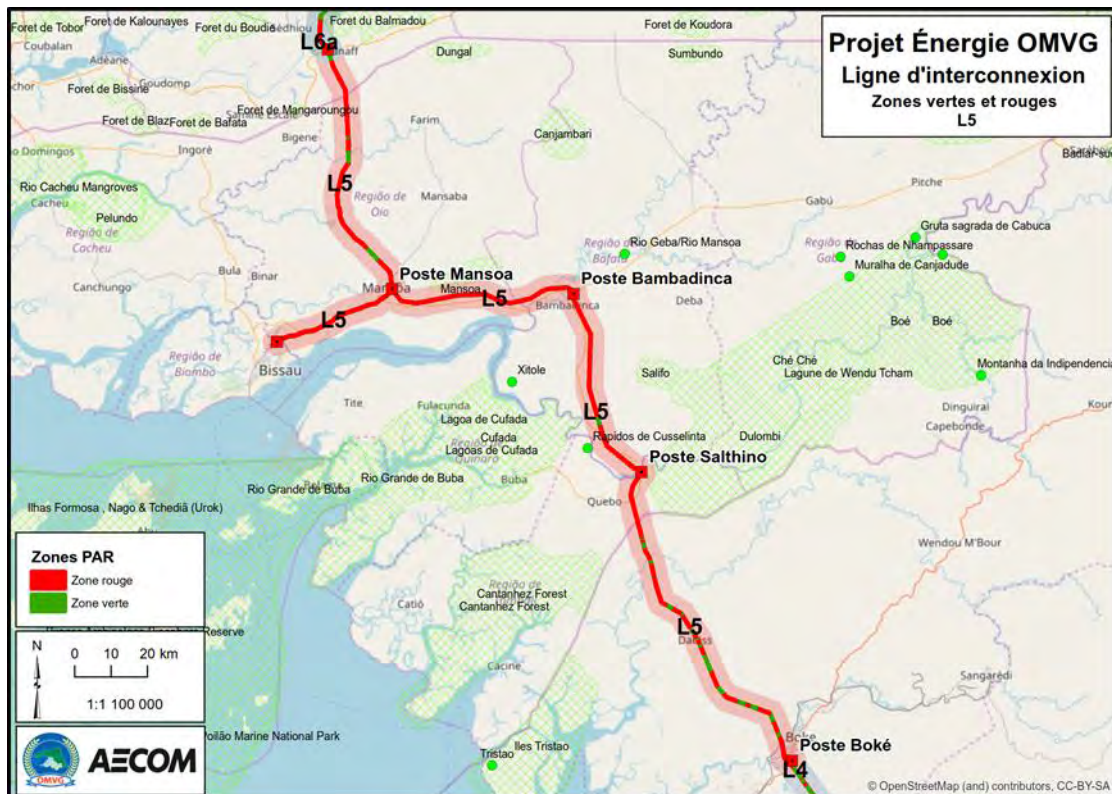 Projet Énergie OMVG
Ligne d'interconnexion
Zones vertes et rouges
L5
Foret de Tobor
Foret de Kalounayes
Foret du Boudie
Sédhiou
Foret du Balmadou
Foret de Koudora
Coubalan
Adéane
L6a
Dungal
Sumbundo
Goudomp
Foret de Bissine
Foret de Mangaroungou
Foret de Blaz
Foret de Bafata
Bigene
Farim
Canjambari
Ingoré
Badiar-sud
Rio Cacheu Mangroves
Cacheu
Pelundo
Região de Cacheu
L5
Região de Oio
Mansaba
Pitche
Gabú
Gruta sagrada de Cabuca
Rio Geba/Rio Mansoa
Rochas de Nhampassare
Muralha de Canjadude
Bula
Binar
Poste Mansoa
Mansoa
L5
Poste Bambadinca
Bambadinca
Canchungo
Deba
L5
Boé
Boé
Bissau
Região de Biombo
Ché Ché
Lagune de Wendu Tcham
Montanha da Indipendencia
Salifo
Xitole
Tite
Fulacunda
Dinguirai
Capebonde
L5
Lagoa de Cufada
Cufada
Lagoas de Cufada
Rapidos de Cusselinta
Dulombi
Poste Salthino
Buba
Quebo
Rio Grande de Buba
Rio Grande de Buba
Ilhas Formosa , Nago & Tchediã (Urok)
Wendou M'Bour
Zones PAR
Zone rouge
Zone verte
Cantanhez Forest
Cantanhez Forest
Catió
L5
Cacine
Sangarédi
N
0 10 20 km
1:1 100 000
Poilão Marine National Park
Iles Tristao
Tristao
Poste Boké
L4
OMVG
AECOM
© OpenStreetMap (and) contributors, CC-BY-SA